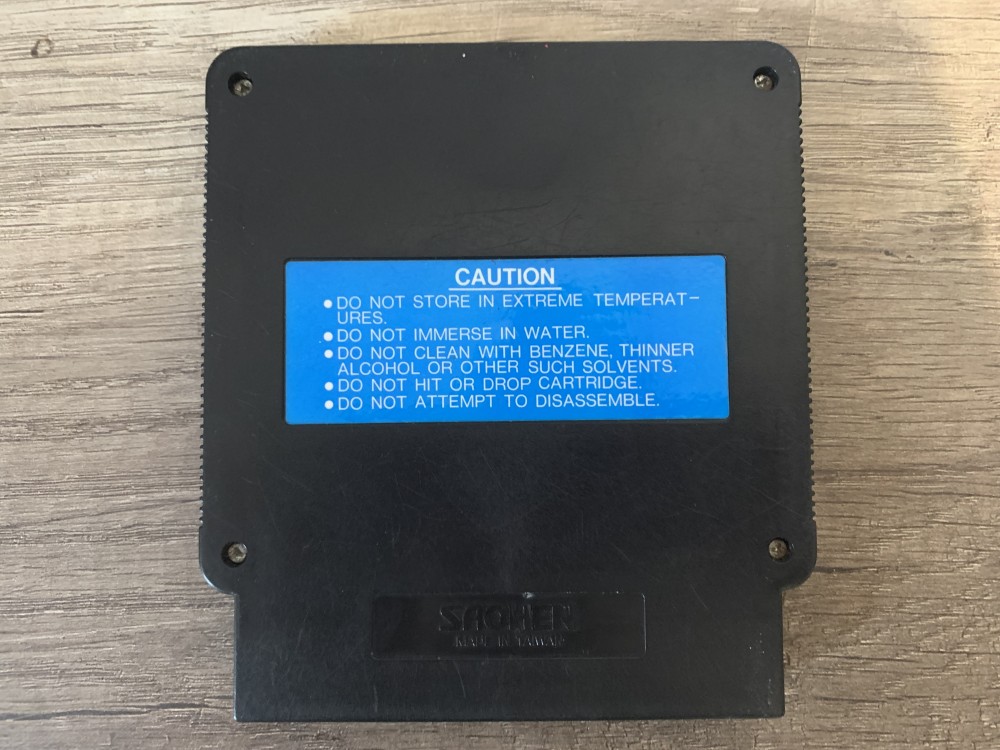 CAUTION
●DO NOT STORE IN EXTREME TEMPERAT-
URES.
●DO NOT IMMERSE IN WATER.
●DO NOT CLEAN WITH BENZENE, THINNER
ALCOHOL OR OTHER SUCH SOLVENTS.
●DO NOT HIT OR DROP CARTRIDGE.
●DO NOT ATTEMPT TO DISASSEMBLE.
SACHEN
MADE IN TAIWAN